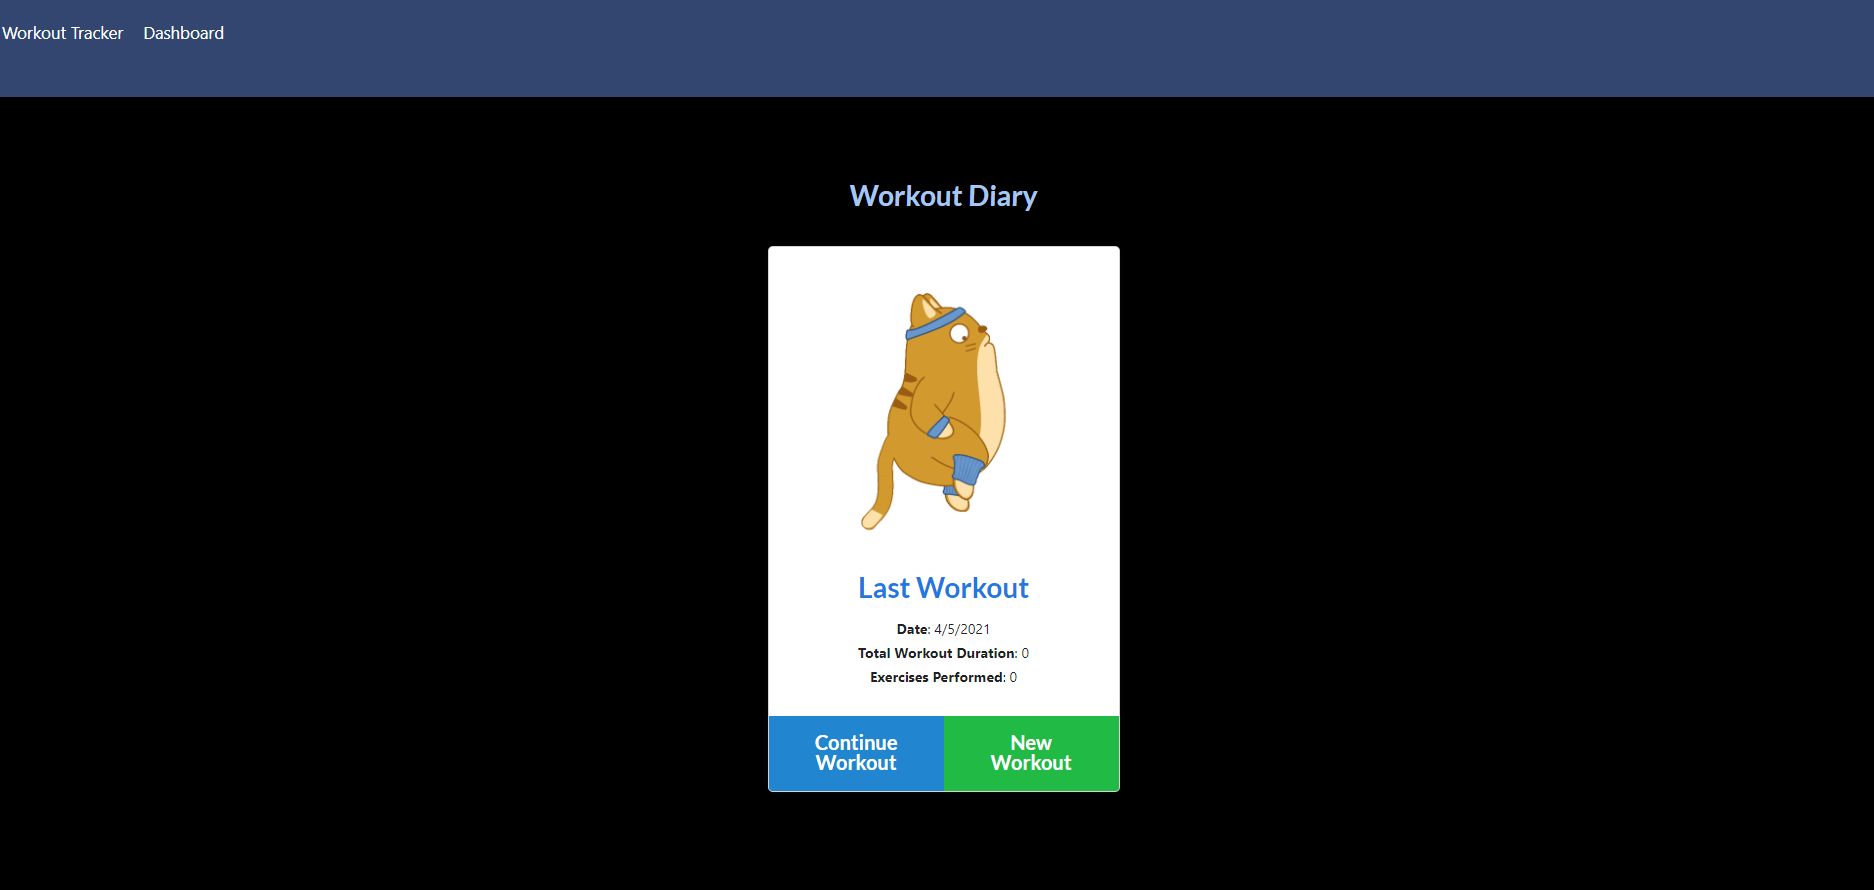 Workout Tracker Dashboard
Workout Diary
Last Workout
Date: 4/5/2021
Total Workout Duration: 0
Exercises Performed: 0
Continue
Workout
New
Workout